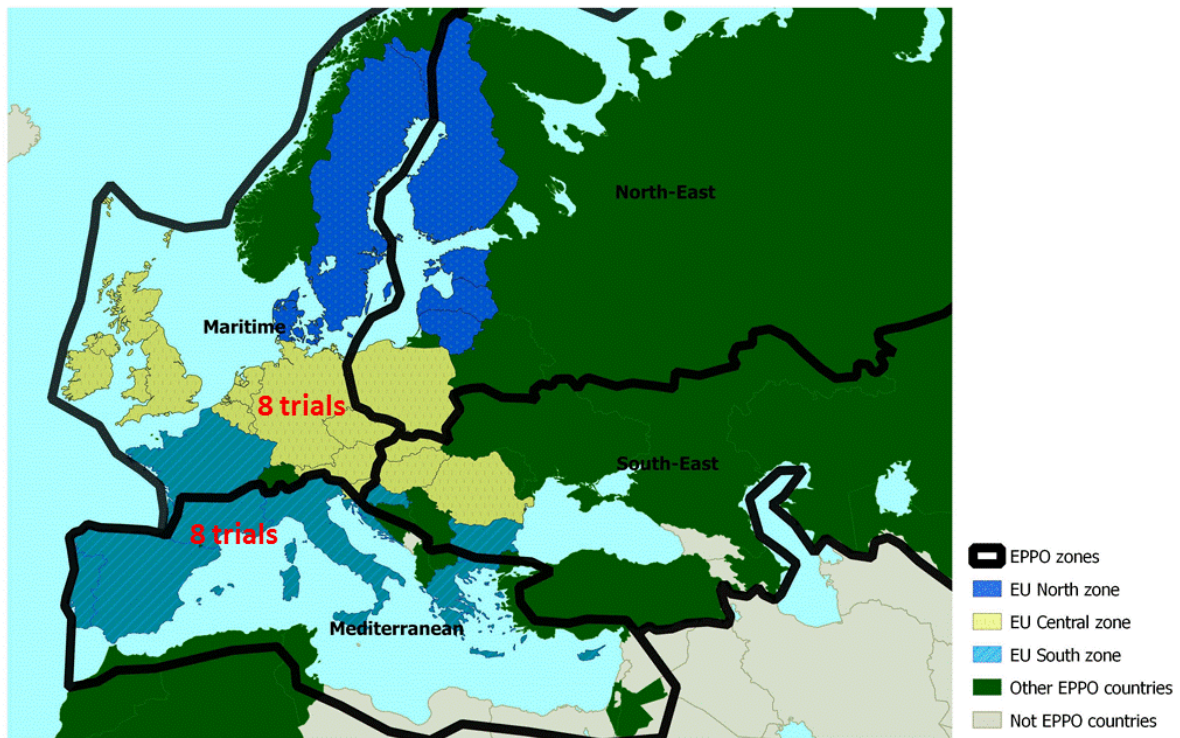 North-East
Maritime
8 trials
South-East
8 trials
Mediterranean
EPPO zones
EU North zone
EU Central zone
EU South zone
Other EPPO countries
Not EPPO countries